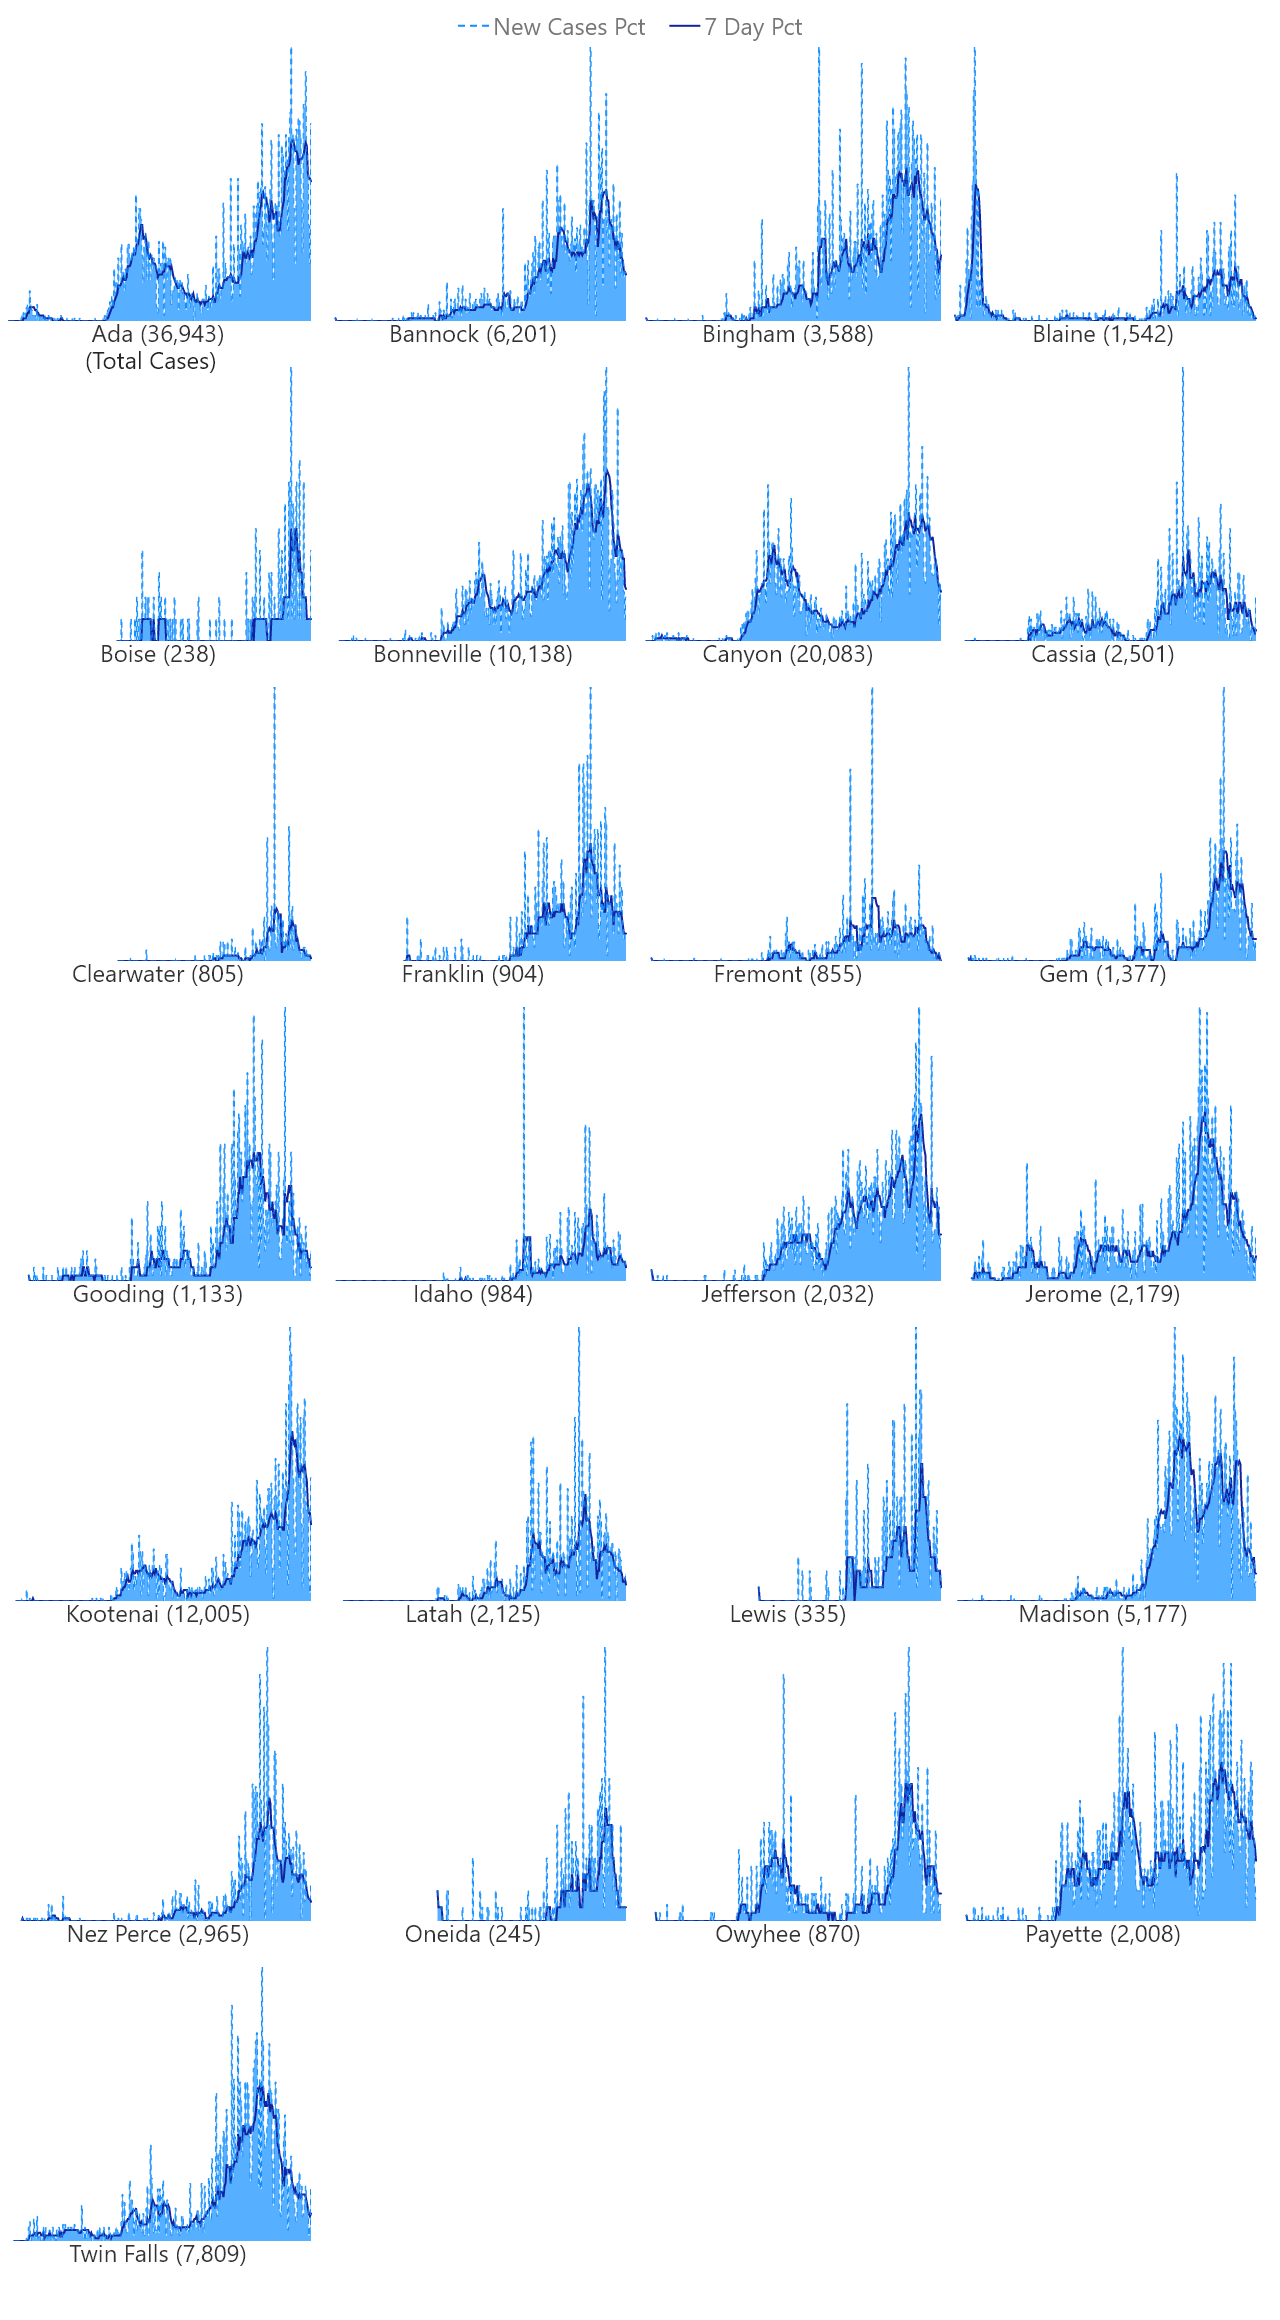 New Cases Pct 7 Day Pct
Ada (36,943) Bannock (6,201) Bingham (3,588) Blaine (1,542)
(Total Cases)
Boise (238) Bonneville (10,138) Canyon (20,083) Cassia (2,501)
Clearwater (805) Franklin (904) Fremont (855) Gem (1,377)
Gooding (1,133) Idaho (984) Jefferson (2,032) Jerome (2,179)
Kootenai (12,005) Latah (2,125) Lewis (335) Madison (5,177)
Nez Perce (2,965) Oneida (245) Owyhee (870) Payette (2,008)
Twin Falls (7,809)